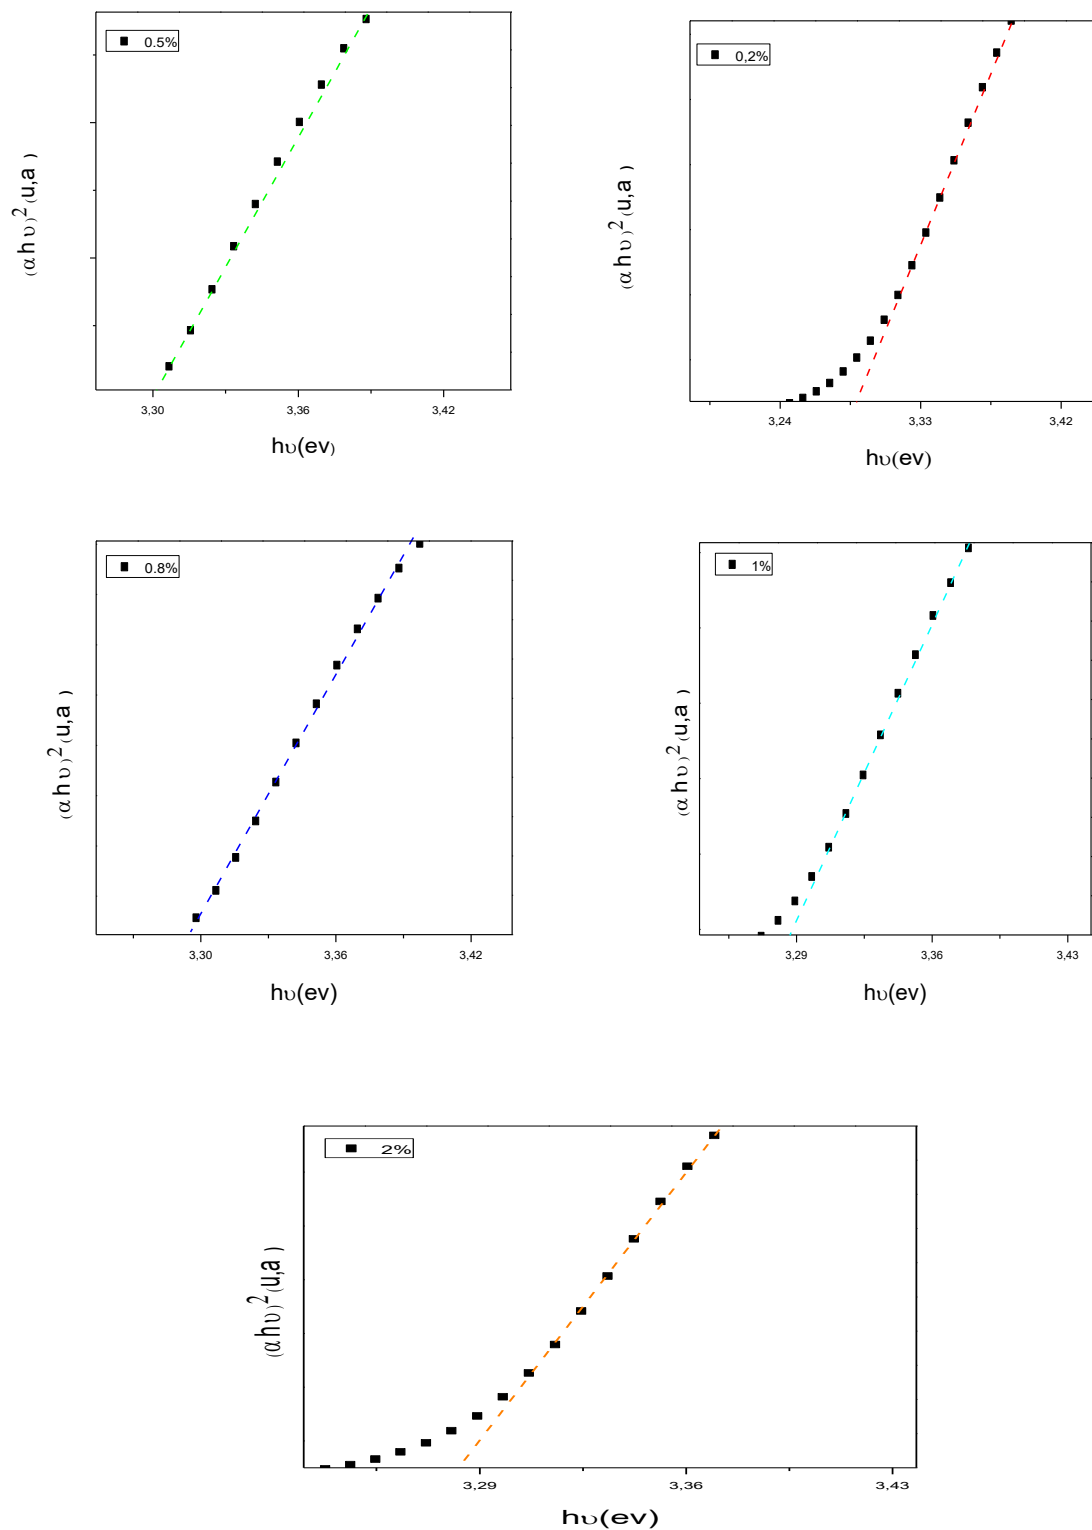 0.5%
(αhυ)²(u,a)
3,30 3,36 3,42
hυ(ev)
0,2%
(αhυ)²(u,a)
3,24 3,33 3,42
hυ(ev)
0.8%
(αhυ)²(u,a)
3,30 3,36 3,42
hυ(ev)
1%
(αhυ)²(u,a)
3,29 3,36 3,43
hυ(ev)
2%
(αhυ)²(u,a)
3,29 3,36 3,43
hυ(ev)